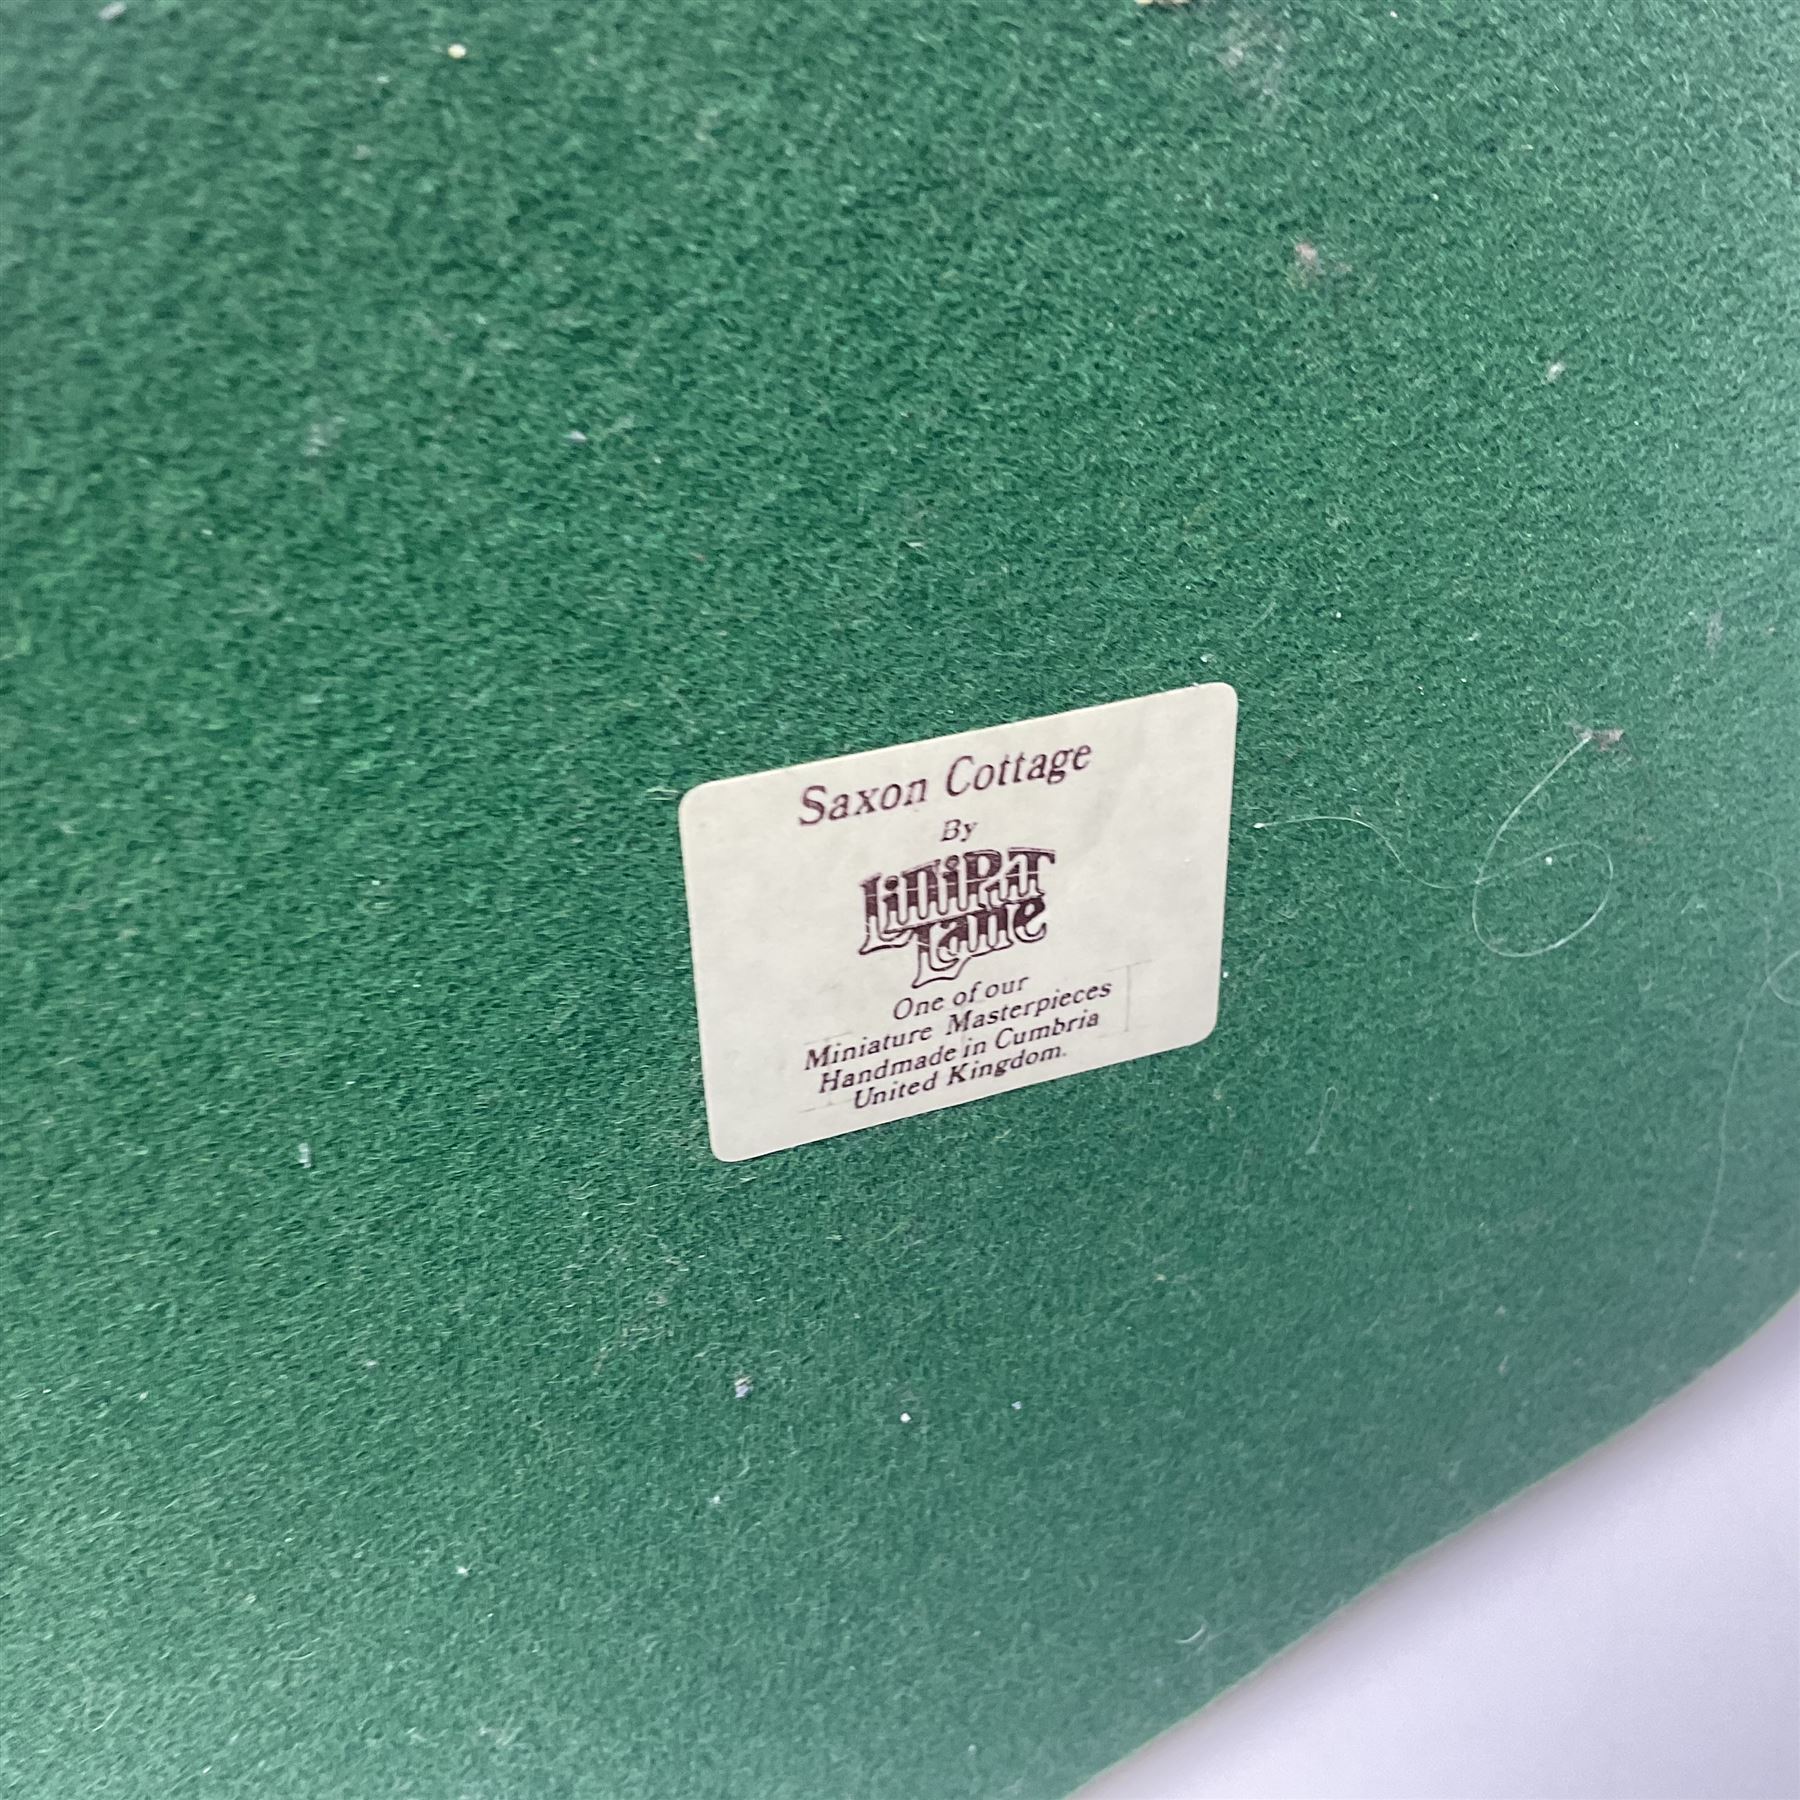 Saxon Cottage
By
LilliPuT
Lane
One of our
Miniature Masterpieces
Handmade in Cumbria
United Kingdom.